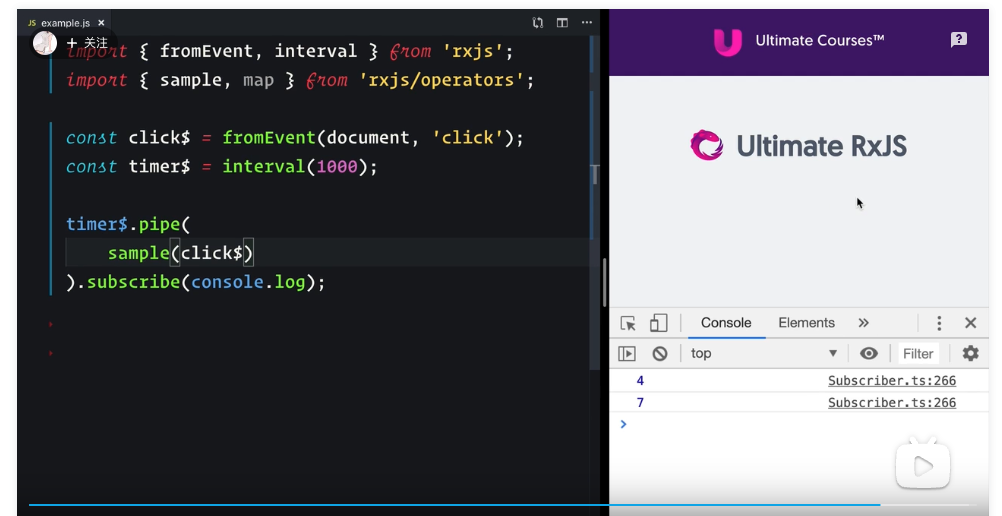 JS example.js ×
+ 关注
import { fromEvent, interval } from 'rxjs';
import { sample, map } from 'rxjs/operators';
const click$ = fromEvent(document, 'click');
const timer$ = interval(1000);
timer$.pipe(
sample(click$)
).subscribe(console.log);
Ultimate Courses™
Ultimate RxJS
Console Elements »
top Filter
4 Subscriber.ts:266
7 Subscriber.ts:266